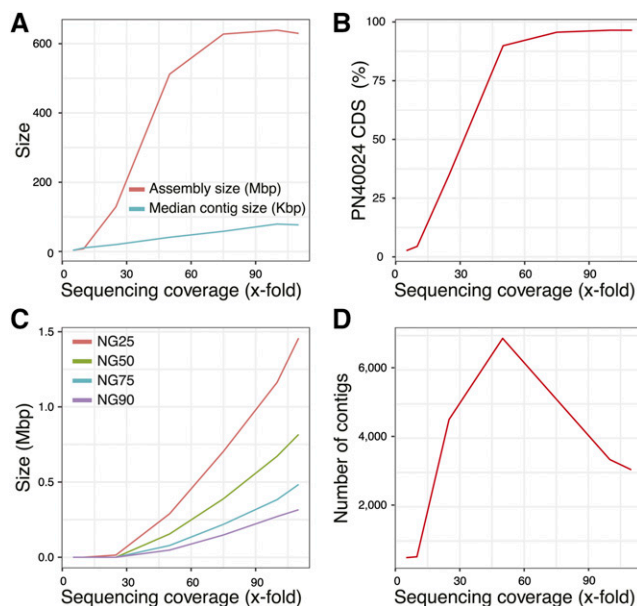 A
600
400
200
0
Size
Assembly size (Mbp)
Median contig size (Kbp)
0 30 60 90
Sequencing coverage (x-fold)
B
100
75
50
25
0
PN40024 CDS (%)
0 30 60 90
Sequencing coverage (x-fold)
C
1.5
1.0
0.5
0.0
Size (Mbp)
NG25
NG50
NG75
NG90
0 30 60 90
Sequencing coverage (x-fold)
D
6,000
4,000
2,000
Number of contigs
0 30 60 90
Sequencing coverage (x-fold)